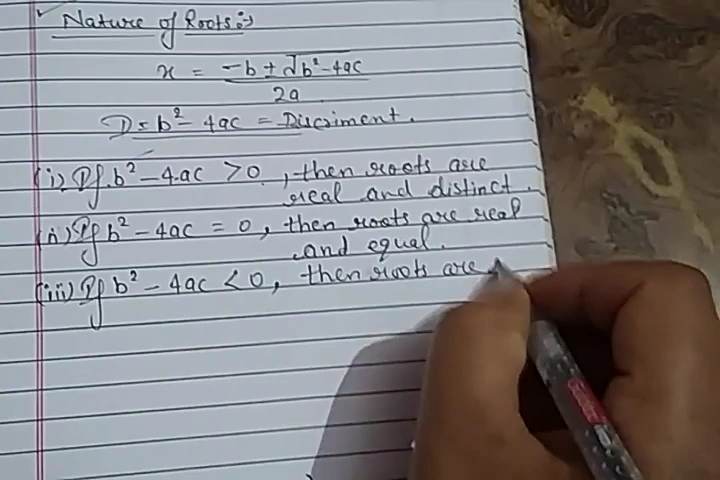 Nature of Roots:→
x = -b ± √b² - 4ac
2a
D = b² - 4ac = Discriment.
(i) If b² - 4ac > 0, then roots are
real and distinct.
(ii) If b² - 4ac = 0, then roots are real
and equal.
(iii) If b² - 4ac < 0, then roots are